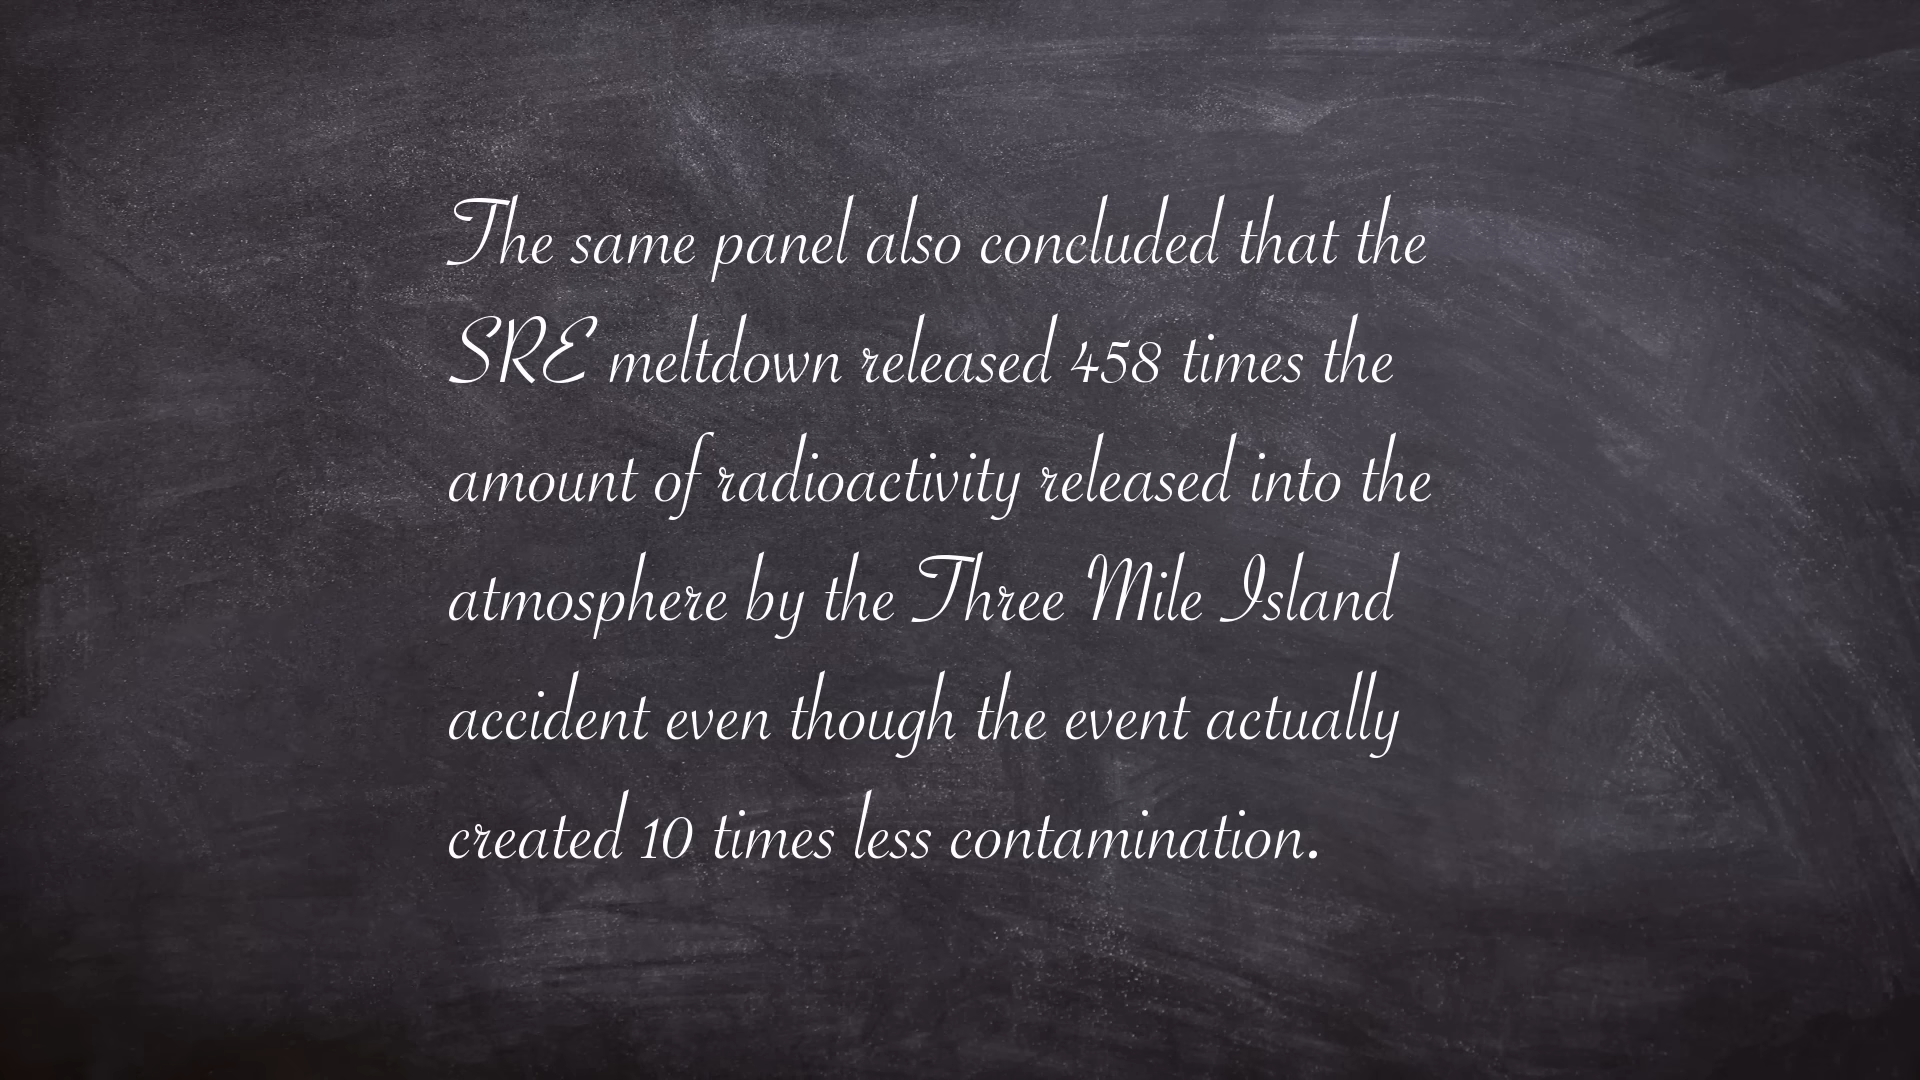 The same panel also concluded that the
SRE meltdown released 458 times the
amount of radioactivity released into the
atmosphere by the Three Mile Island
accident even though the event actually
created 10 times less contamination.